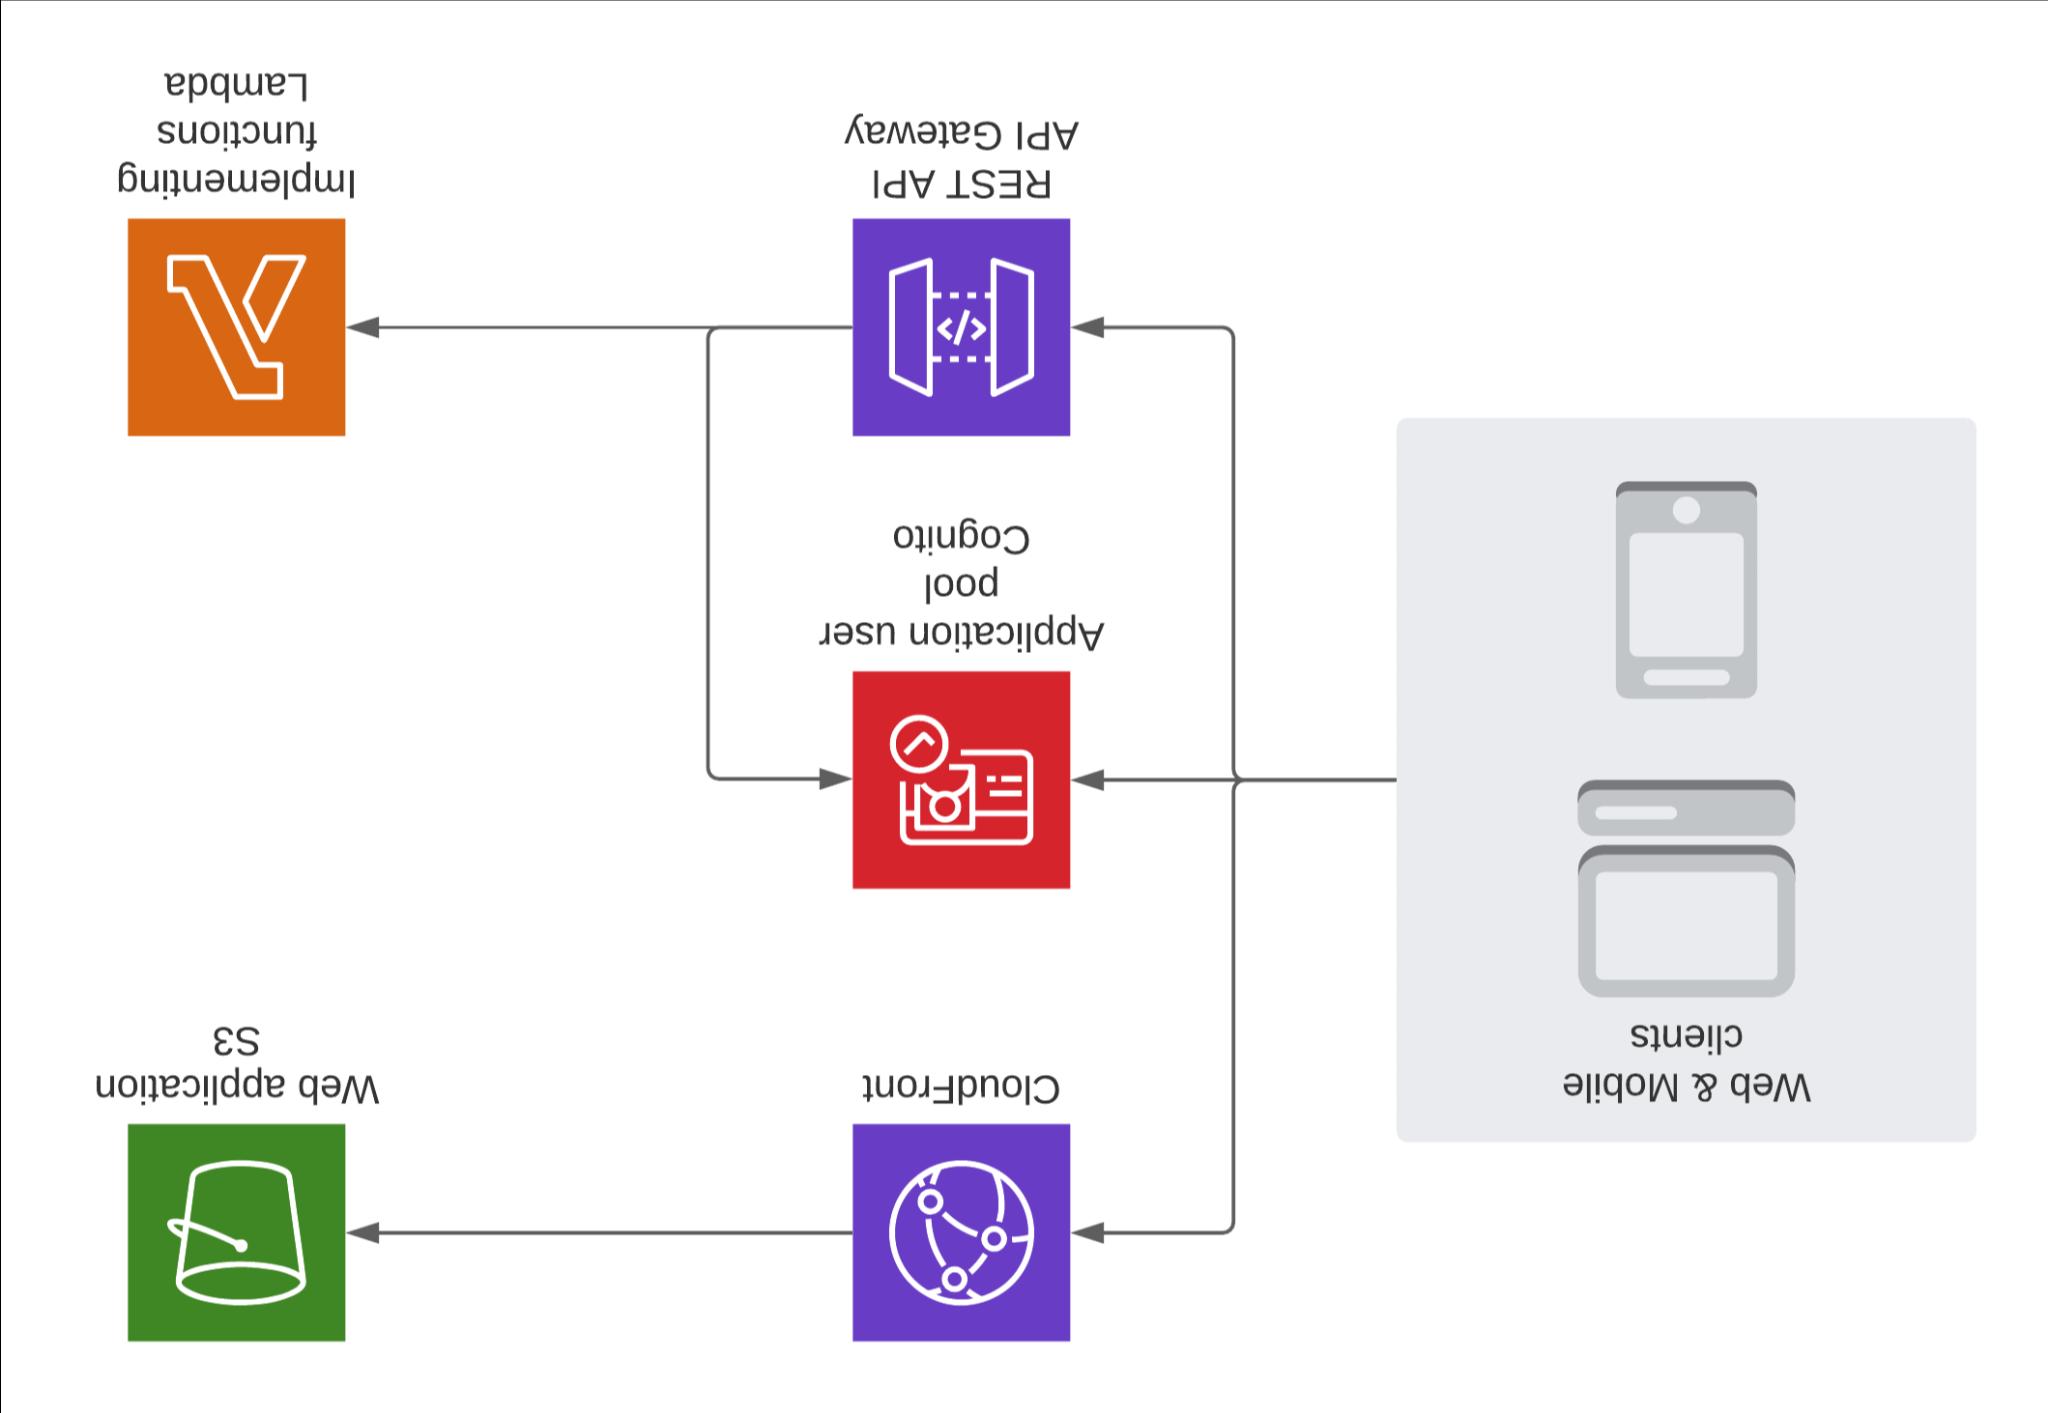 Web & Mobile
clients
CloudFront
Web application
S3
Application user
pool
Cognito
REST API
API Gateway
Implementing
functions
Lambda